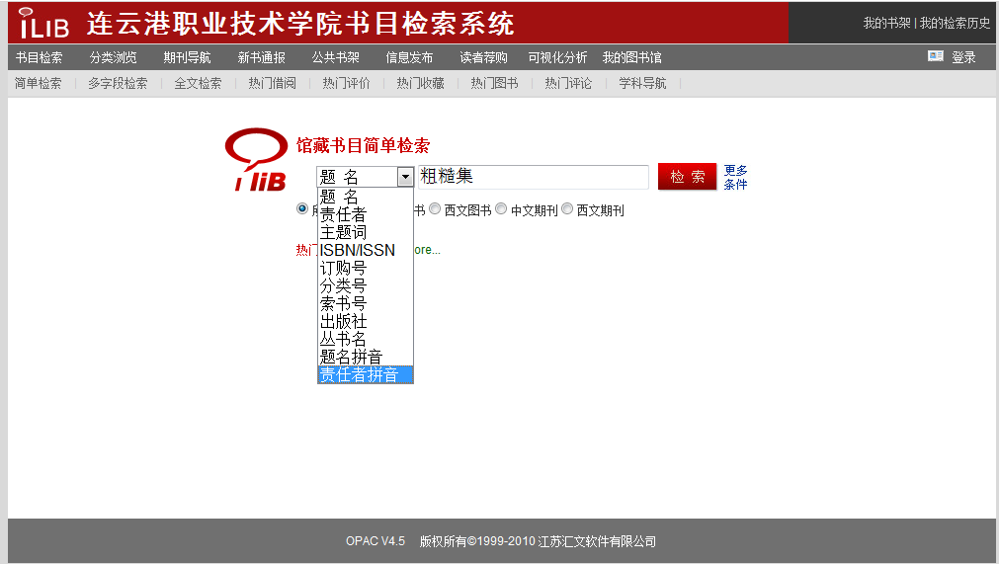 iLIB 连云港职业技术学院书目检索系统
我的书架 | 我的检索历史
书目检索 分类浏览 期刊导航 新书通报 公共书架 信息发布 读者荐购 可视化分析 我的图书馆 登录
简单检索 多字段检索 全文检索 热门借阅 热门评价 热门收藏 热门图书 热门评论 学科导航
iliB
馆藏书目简单检索
题 名 粗糙集 检 索 更多
条件
题 名
责任者
书 西文图书 中文期刊 西文期刊
主题词
热门 ISBN/ISSN ore...
订购号
分类号
索书号
出版社
丛书名
题名拼音
责任者拼音
OPAC V4.5 版权所有©1999-2010 江苏汇文软件有限公司